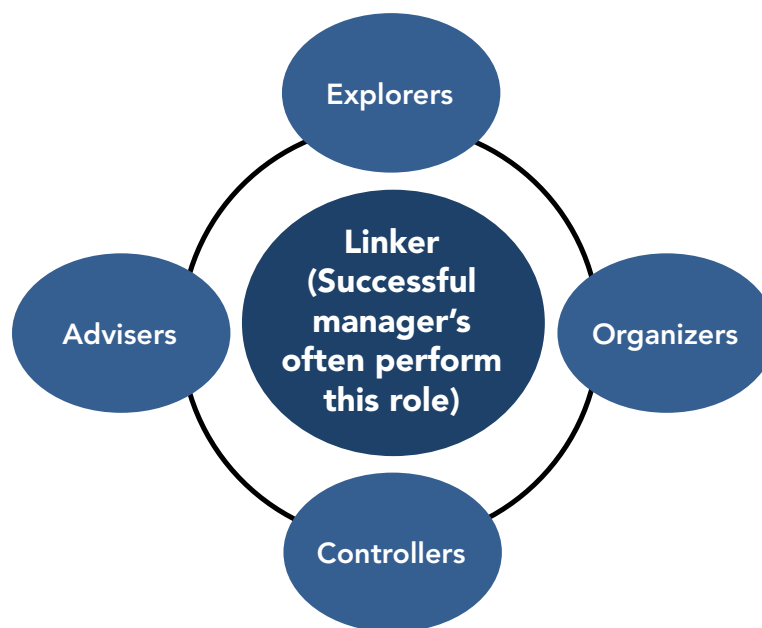 Explorers
Linker
(Successful
manager's
often perform
this role)
Advisers
Organizers
Controllers